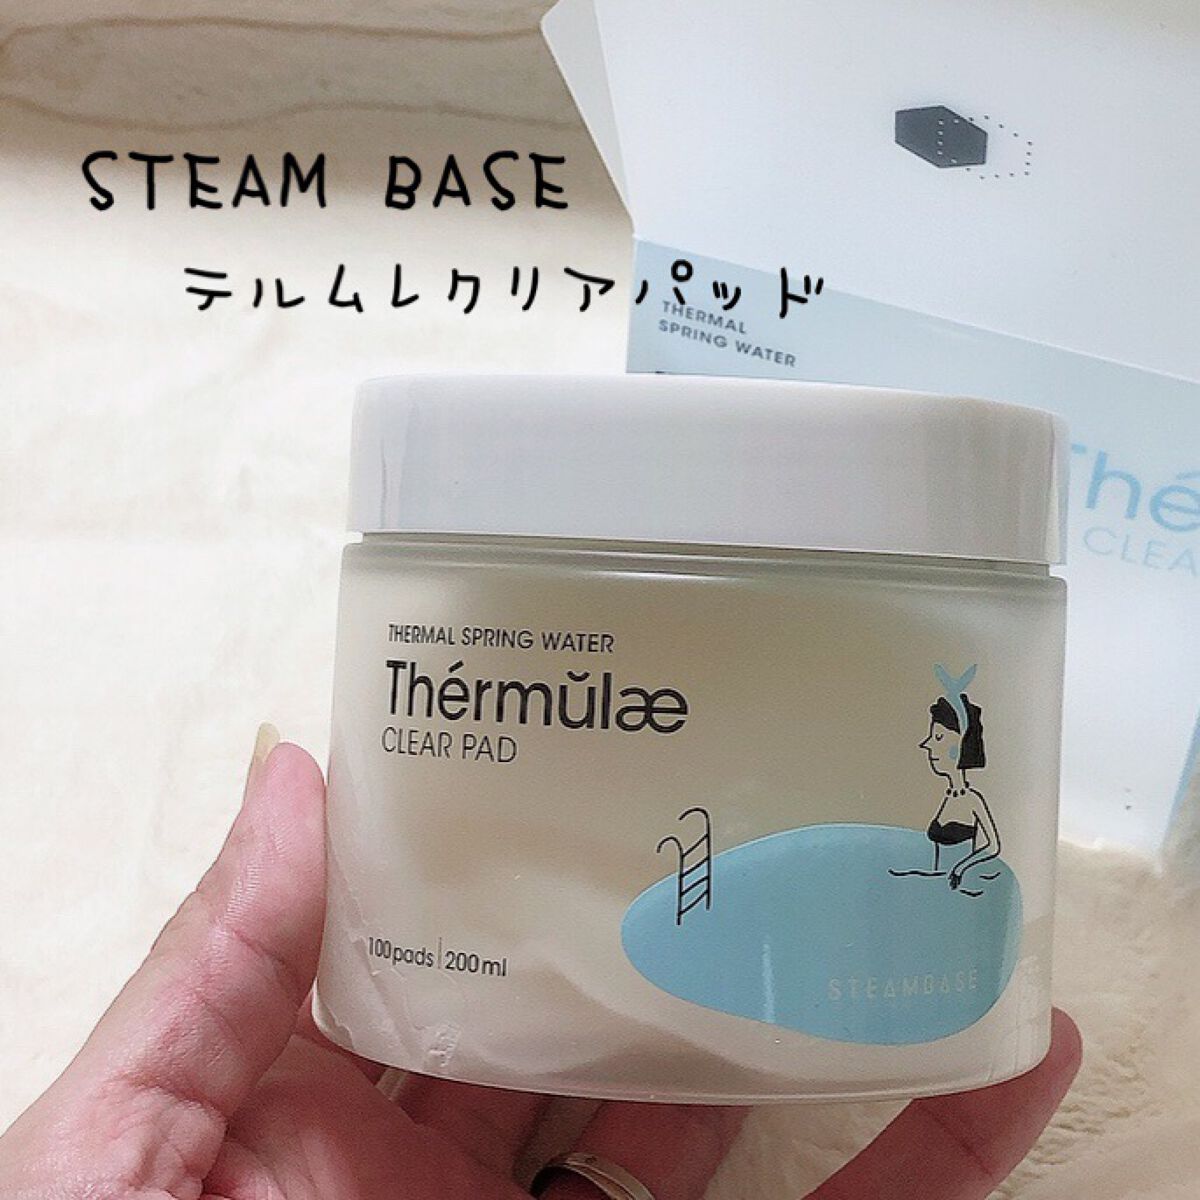 STEAM BASE
テルムレクリアパッド
THERMAL
SPRING WATER
Thé
CLEA
THERMAL SPRING WATER
Thérmŭlæ
CLEAR PAD
100pads|200ml
STEAMBASE